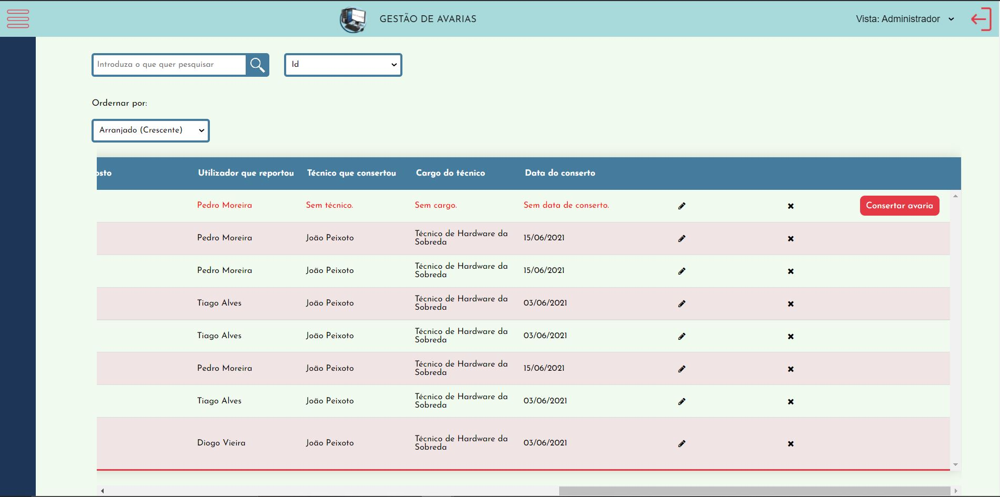 GESTÃO DE AVARIAS
Vista: Administrador
Introduza o que quer pesquisar
Id
Ordernar por:
Arranjado (Crescente)
osto Utilizador que reportou Técnico que consertou Cargo do técnico Data do conserto
Pedro Moreira Sem técnico. Sem cargo. Sem data de conserto. Consertar avaria
Pedro Moreira João Peixoto Técnico de Hardware da Sobreda 15/06/2021
Pedro Moreira João Peixoto Técnico de Hardware da Sobreda 15/06/2021
Tiago Alves João Peixoto Técnico de Hardware da Sobreda 03/06/2021
Tiago Alves João Peixoto Técnico de Hardware da Sobreda 03/06/2021
Pedro Moreira João Peixoto Técnico de Hardware da Sobreda 15/06/2021
Tiago Alves João Peixoto Técnico de Hardware da Sobreda 03/06/2021
Diogo Vieira João Peixoto Técnico de Hardware da Sobreda 03/06/2021